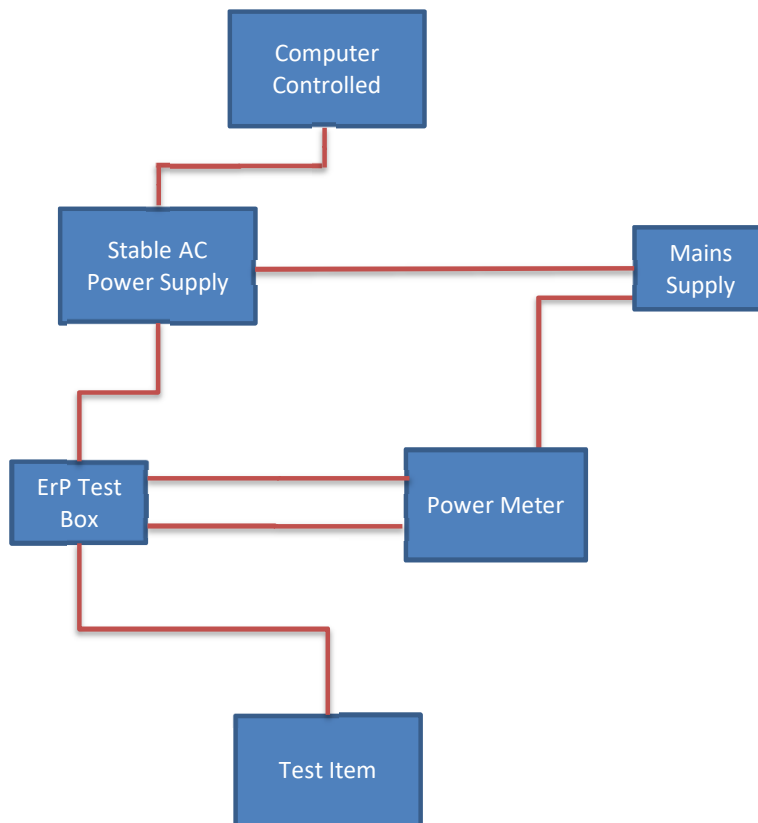 Computer
Controlled
Stable AC
Power Supply
Mains
Supply
ErP Test
Box
Power Meter
Test Item